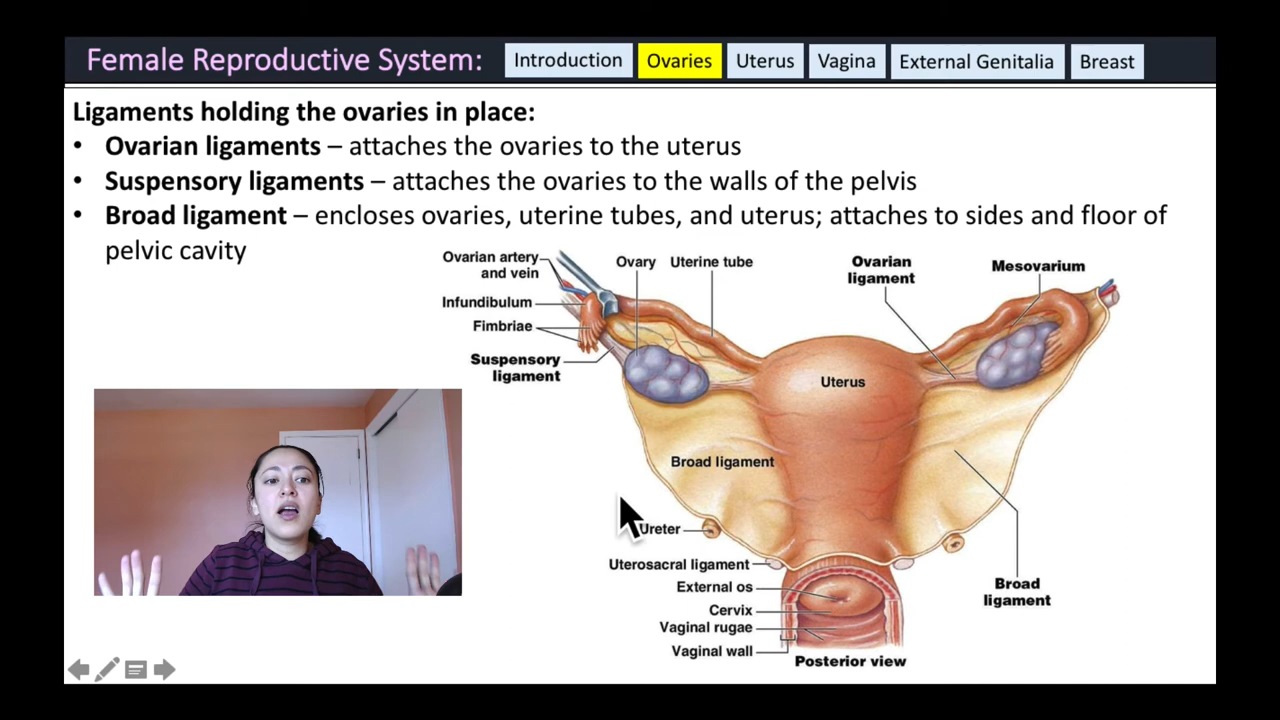 Female Reproductive System:
Introduction
Ovaries
Uterus
Vagina
External Genitalia
Breast
Ligaments holding the ovaries in place:
• Ovarian ligaments – attaches the ovaries to the uterus
• Suspensory ligaments – attaches the ovaries to the walls of the pelvis
• Broad ligament – encloses ovaries, uterine tubes, and uterus; attaches to sides and floor of
pelvic cavity
Ovarian artery
and vein
Ovary
Uterine tube
Ovarian
ligament
Mesovarium
Infundibulum
Fimbriae
Suspensory
ligament
Uterus
Broad ligament
Ureter
Uterosacral ligament
External os
Cervix
Vaginal rugae
Vaginal wall
Broad
ligament
Posterior view